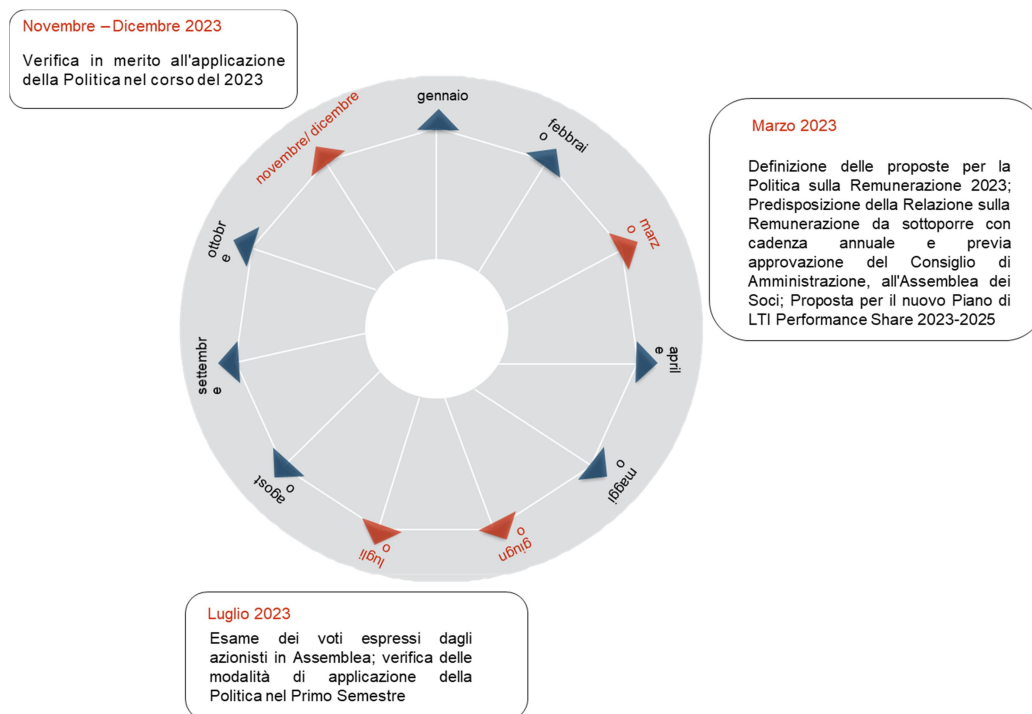 Novembre – Dicembre 2023
Verifica in merito all'applicazione
della Politica nel corso del 2023
gennaio
febbrai
o
marz
o
april
e
maggi
o
giugn
o
lugli
o
agost
o
settembr
e
ottobr
e
novembre/ dicembre
Marzo 2023
Definizione delle proposte per la
Politica sulla Remunerazione 2023;
Predisposizione della Relazione sulla
Remunerazione da sottoporre con
cadenza annuale e previa
approvazione del Consiglio di
Amministrazione, all'Assemblea dei
Soci; Proposta per il nuovo Piano di
LTI Performance Share 2023-2025
Luglio 2023
Esame dei voti espressi dagli
azionisti in Assemblea; verifica delle
modalità di applicazione della
Politica nel Primo Semestre